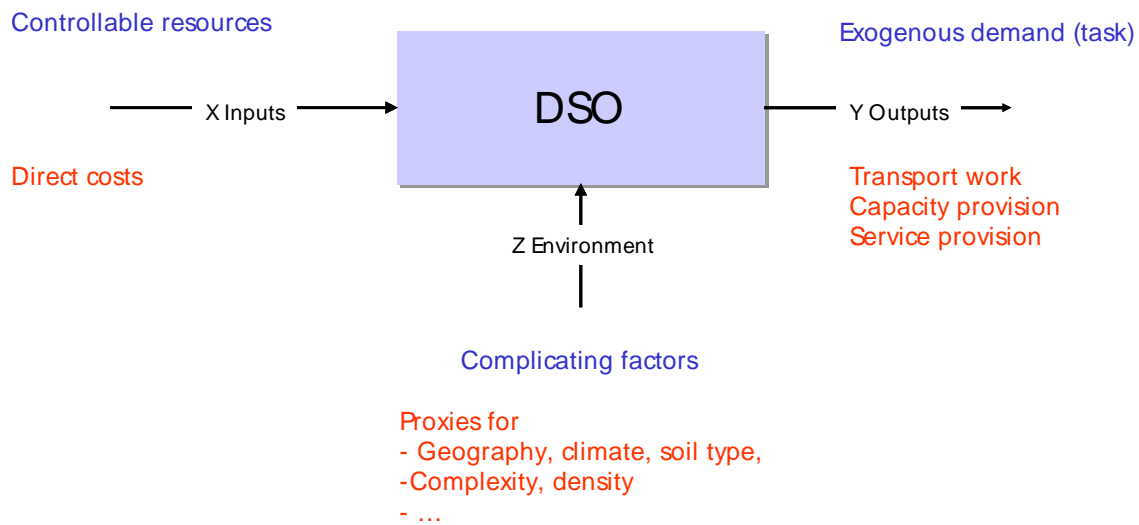 Controllable resources
Exogenous demand (task)
X Inputs
DSO
Y Outputs
Direct costs
Transport work
Capacity provision
Service provision
Z Environment
Complicating factors
Proxies for
- Geography, climate, soil type,
-Complexity, density
- ...